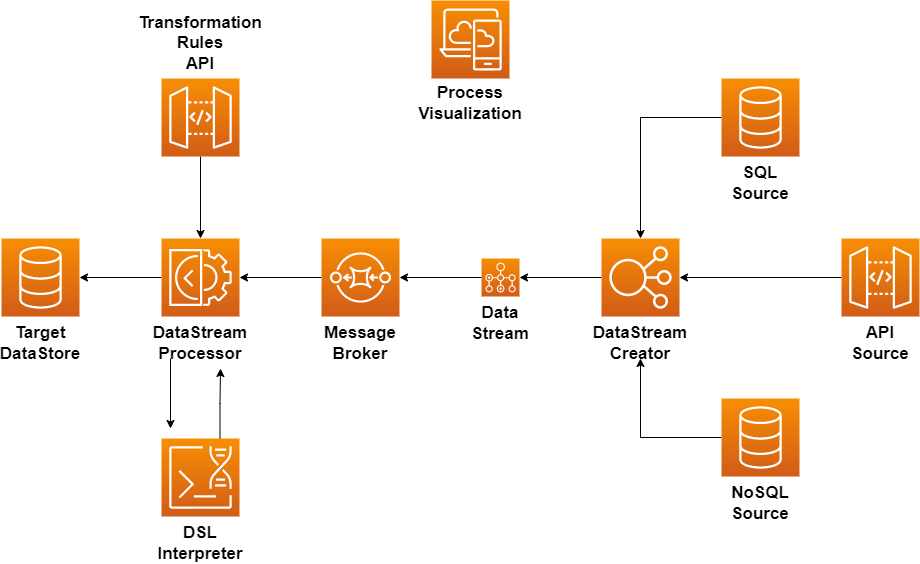 Transformation
Rules
API
Process
Visualization
SQL
Source
Target
DataStore
DataStream
Processor
Message
Broker
Data
Stream
DataStream
Creator
API
Source
NoSQL
Source
DSL
Interpreter